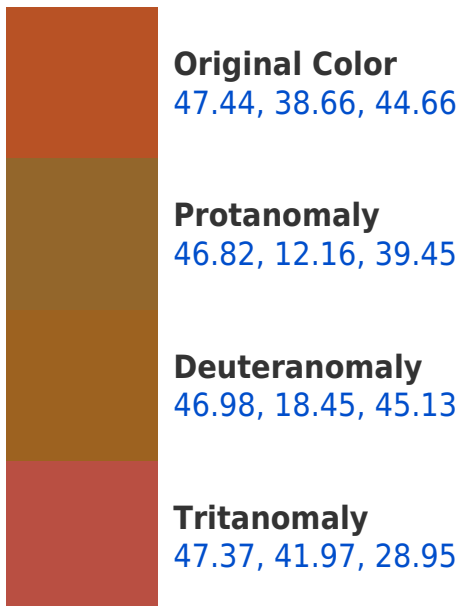 Original Color
47.44, 38.66, 44.66
Protanomaly
46.82, 12.16, 39.45
Deuteranomaly
46.98, 18.45, 45.13
Tritanomaly
47.37, 41.97, 28.95